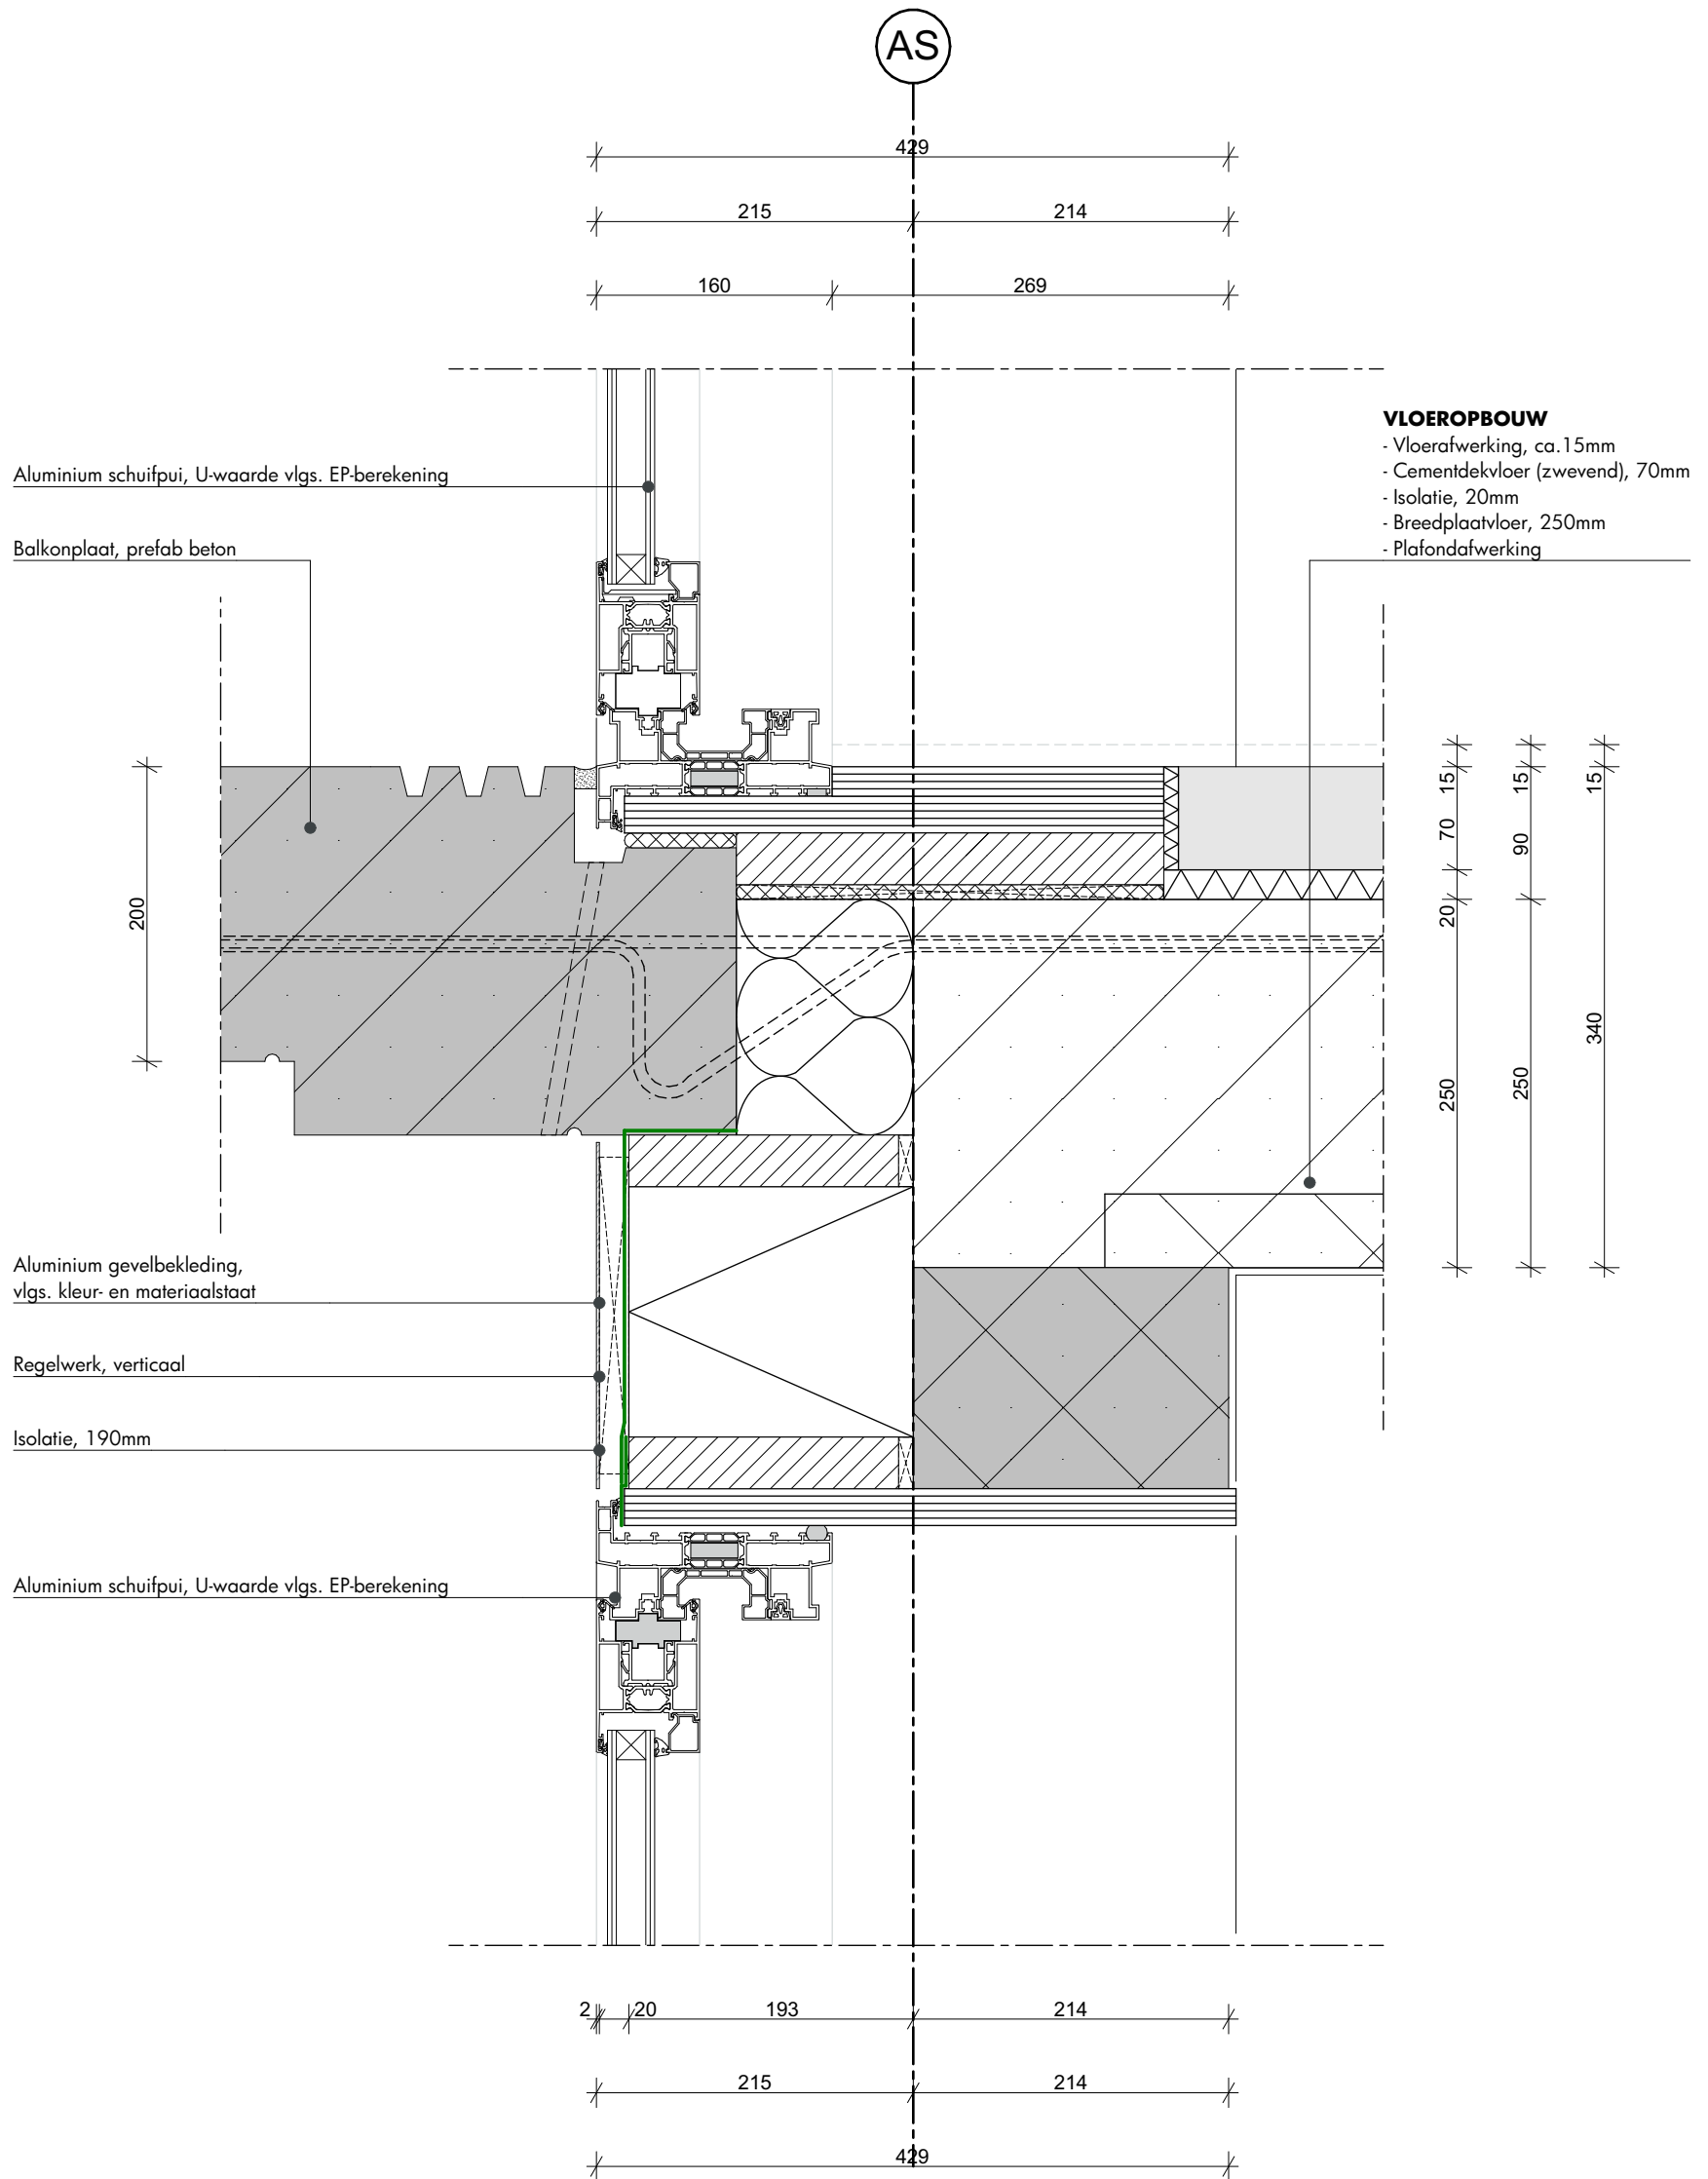 AS
429
215 214
160 269
VLOEROPBOUW
- Vloerafwerking, ca.15mm
- Cementdekvloer (zwevend), 70mm
- Isolatie, 20mm
- Breedplaatvloer, 250mm
- Plafondafwerking
Aluminium schuifpui, U-waarde vlgs. EP-berekening
Balkonplaat, prefab beton
15 15 15
70 90
200
20
340
250 250
Aluminium gevelbekleding,
vlgs. kleur- en materiaalstaat
Regelwerk, verticaal
Isolatie, 190mm
Aluminium schuifpui, U-waarde vlgs. EP-berekening
2 20 193 214
215 214
429